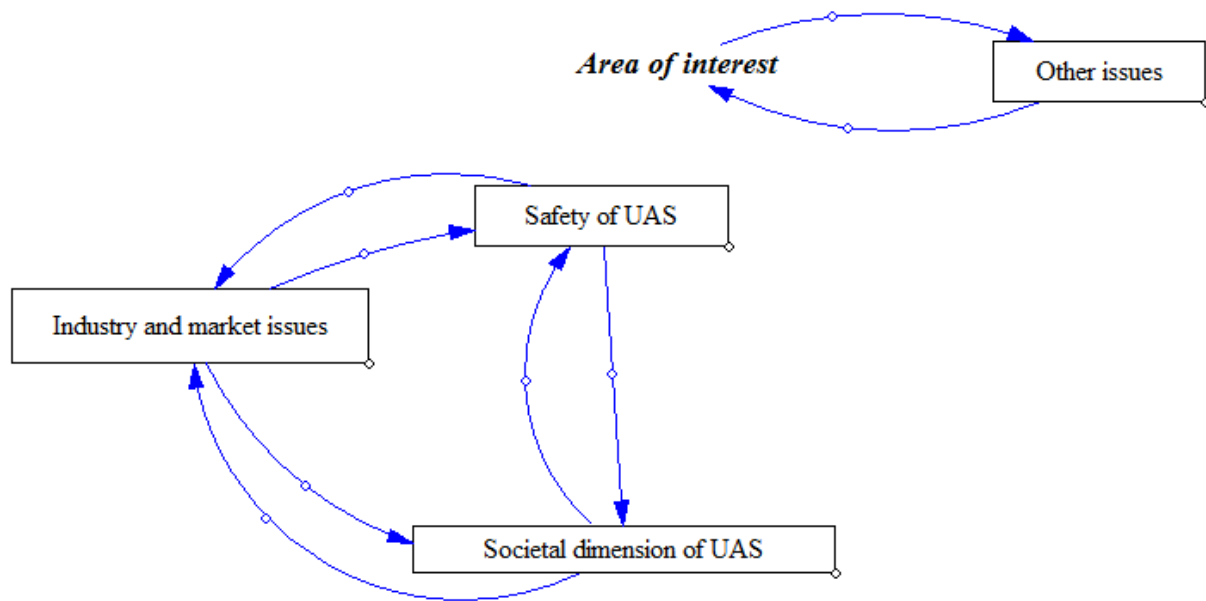 Area of interest
Other issues
Safety of UAS
Industry and market issues
Societal dimension of UAS